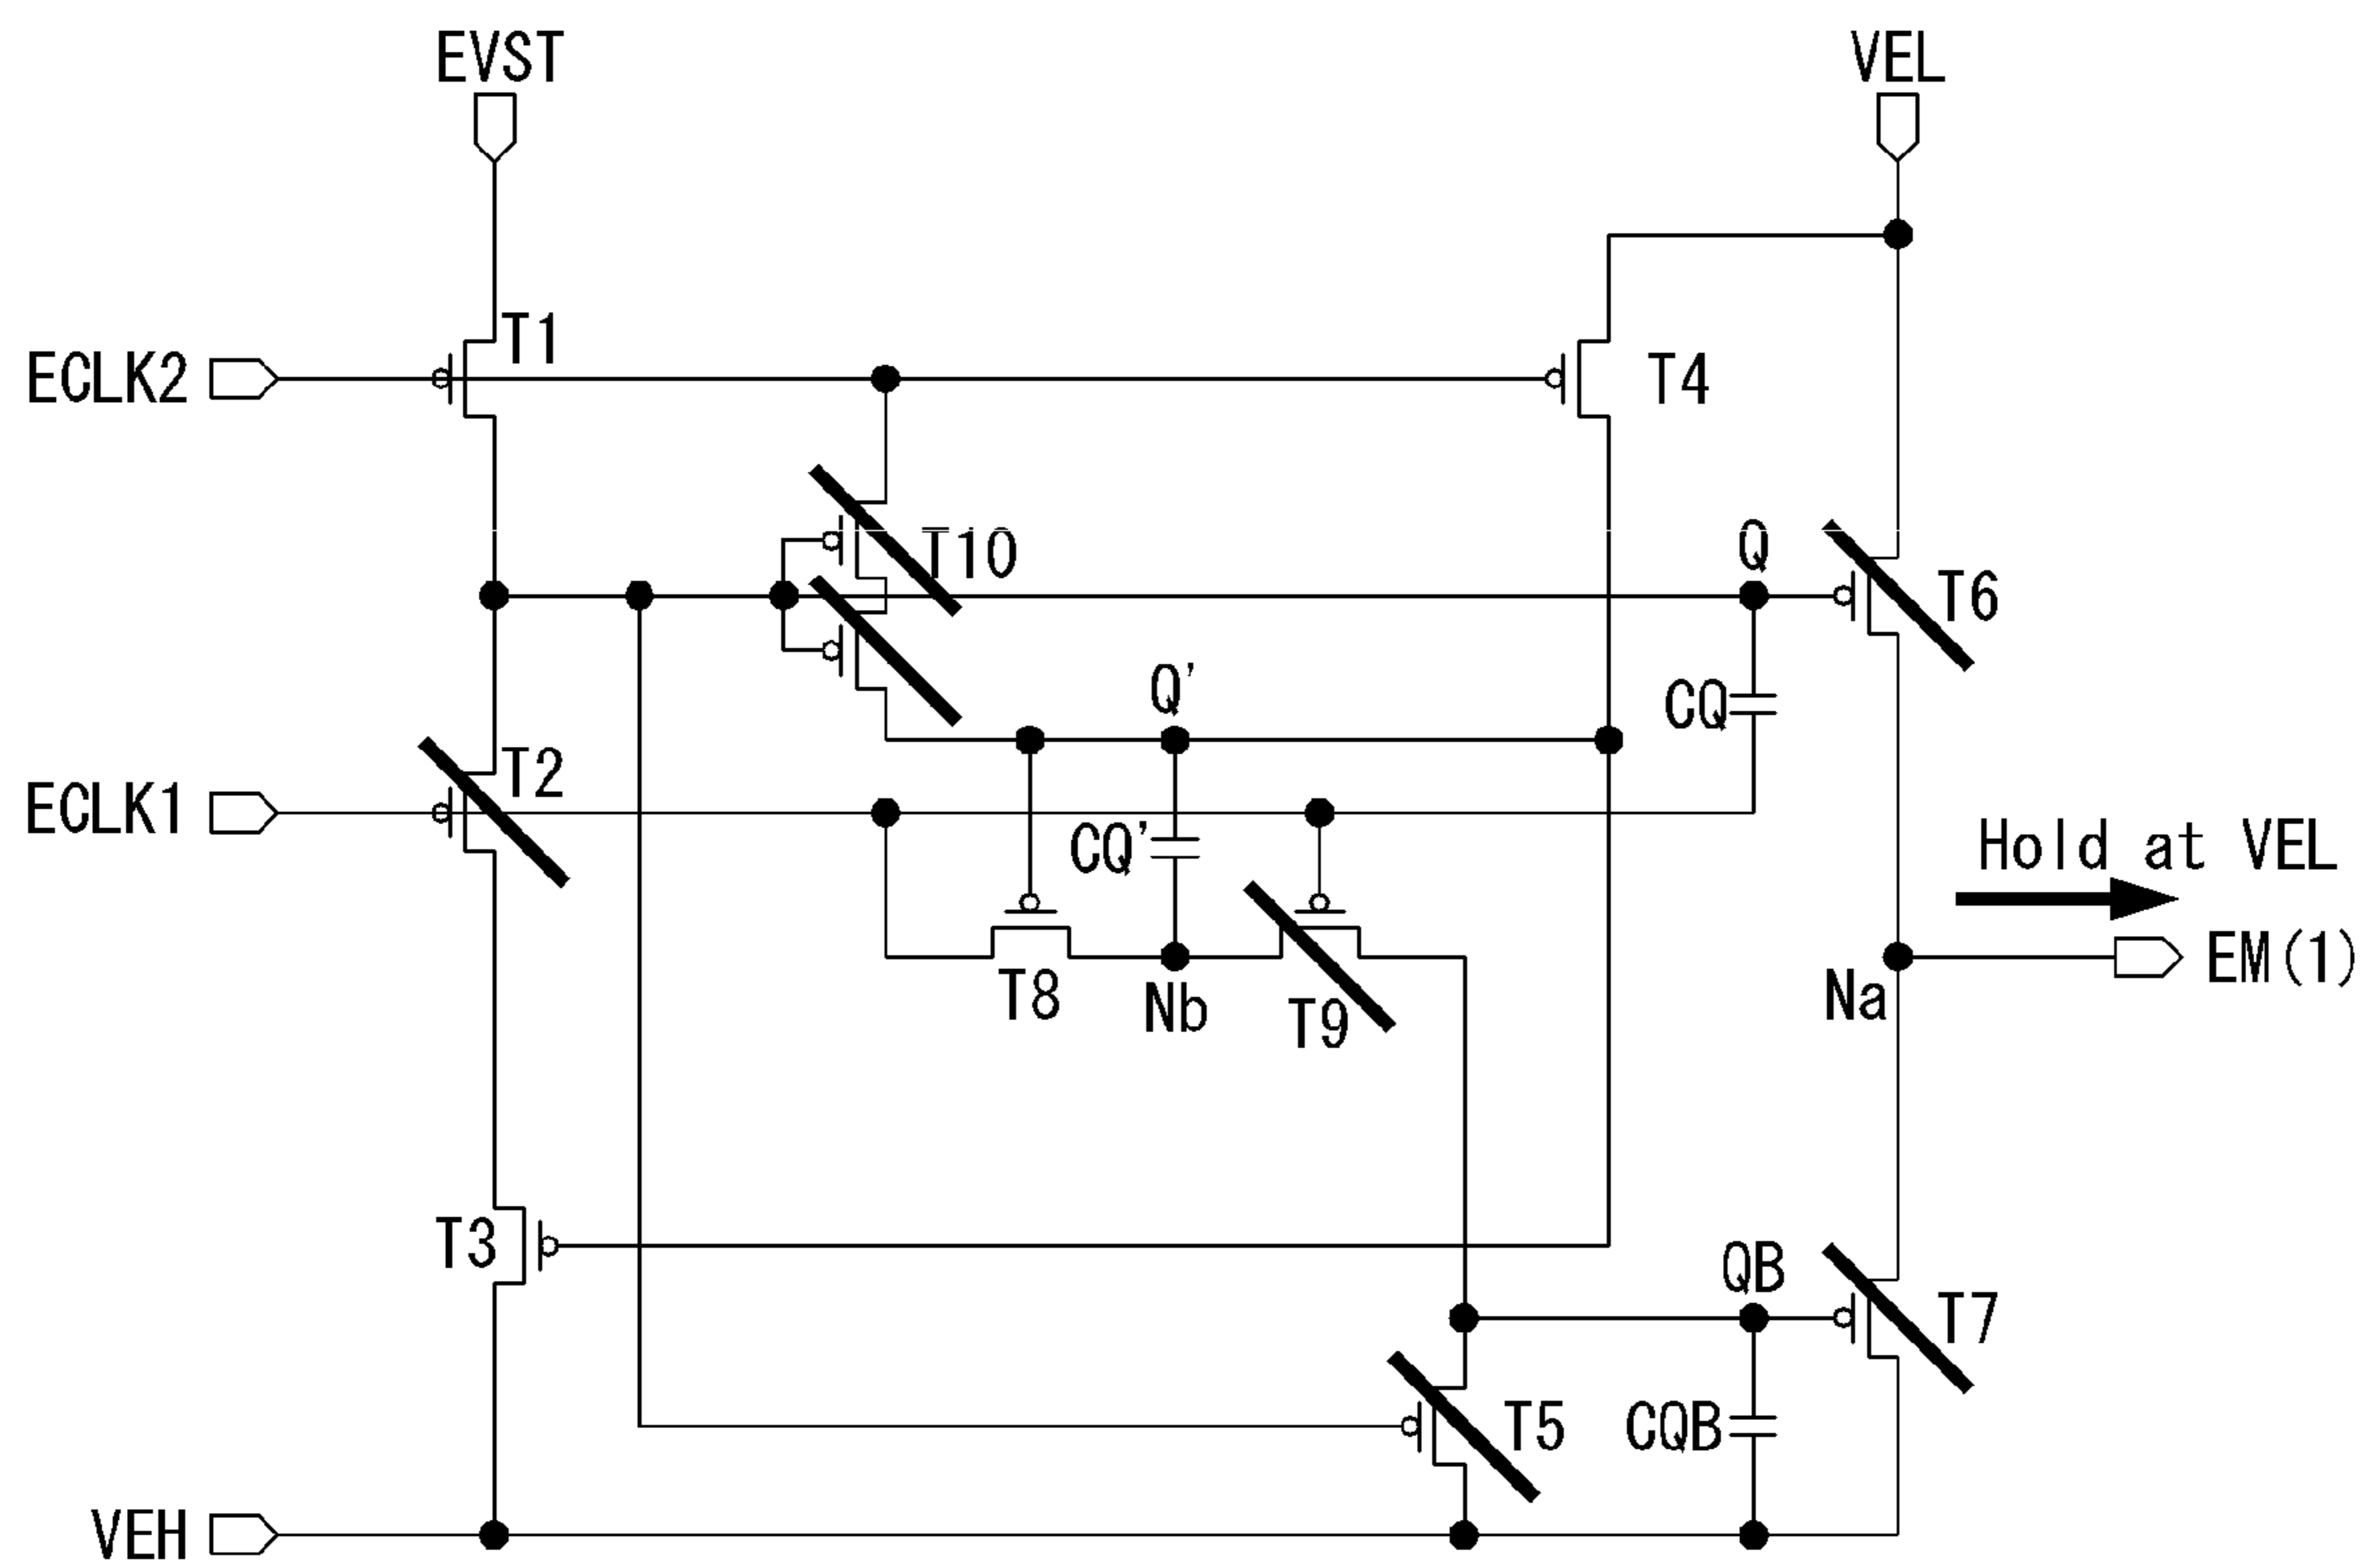 EVST
VEL
T1
ECLK2
T4
T10
Q
T6
Q'
CQ
T2
ECLK1
CQ'
Hold at VEL
EM(1)
T8
Nb
T9
Na
T3
QB
T7
T5
CQB
VEH